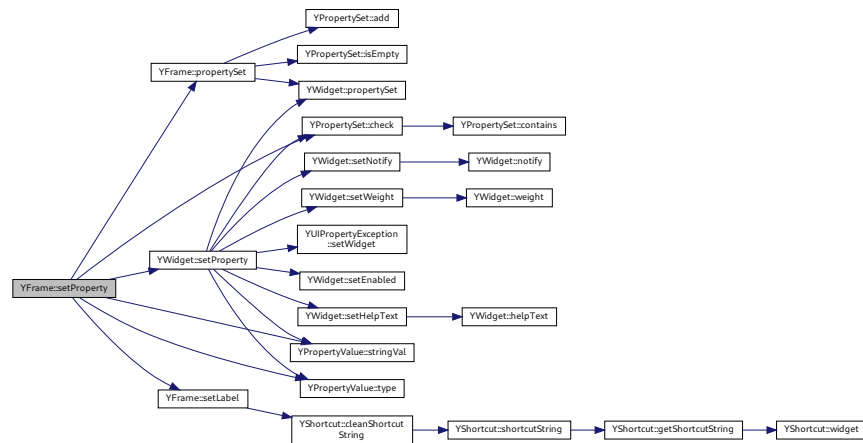 YPropertySet::add
YPropertySet::isEmpty
YFrame::propertySet
YWidget::propertySet
YPropertySet::check
YPropertySet::contains
YWidget::setNotify
YWidget::notify
YWidget::setWeight
YWidget::weight
YUIPropertyException
::setWidget
YWidget::setProperty
YWidget::setEnabled
YFrame::setProperty
YWidget::setHelpText
YWidget::helpText
YPropertyValue::stringVal
YPropertyValue::type
YFrame::setLabel
YShortcut::cleanShortcut
String
YShortcut::shortcutString
YShortcut::getShortcutString
YShortcut::widget